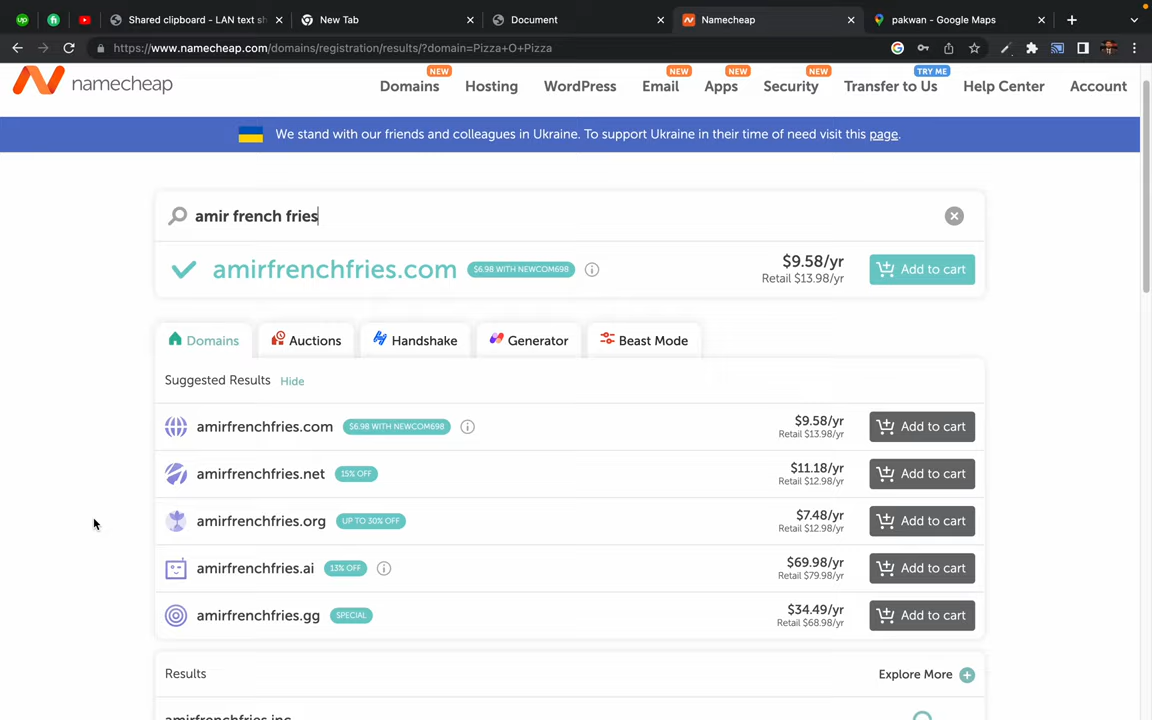 Shared clipboard - LAN text sh
New Tab
Document
Namecheap
pakwan - Google Maps
https://www.namecheap.com/domains/registration/results/?domain=Pizza+O+Pizza
namecheap
NEW
NEW
NEW
NEW
TRY ME
Domains Hosting WordPress Email Apps Security Transfer to Us Help Center Account
We stand with our friends and colleagues in Ukraine. To support Ukraine in their time of need visit this page.
amir french fries
amirfrenchfries.com $6.98 WITH NEWCOM698 $9.58/yr Add to cart
Retail $13.98/yr
Domains Auctions Handshake Generator Beast Mode
Suggested Results Hide
amirfrenchfries.com $6.98 WITH NEWCOM698 $9.58/yr Add to cart
Retail $13.98/yr
amirfrenchfries.net 15% OFF $11.18/yr Add to cart
Retail $12.98/yr
amirfrenchfries.org UP TO 30% OFF $7.48/yr Add to cart
Retail $12.98/yr
amirfrenchfries.ai 13% OFF $69.98/yr Add to cart
Retail $79.98/yr
amirfrenchfries.gg SPECIAL $34.49/yr Add to cart
Retail $68.98/yr
Results Explore More
amirfrenchfries.inc